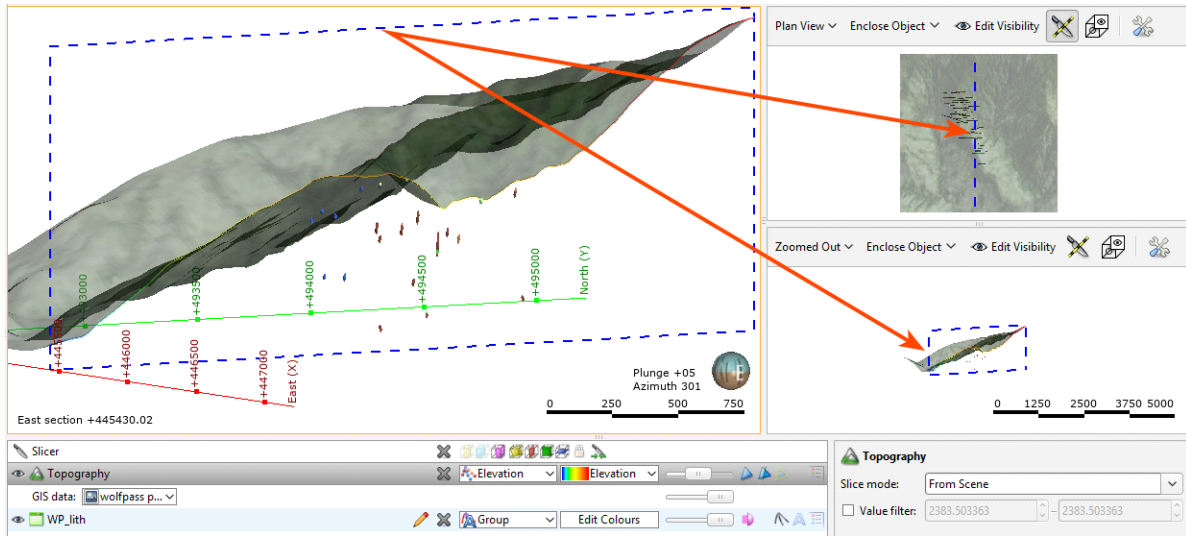 Plan View Enclose Object Edit Visibility
North (Y)
+493000
+493500
+494000
+494500
+495000
+445500
+446000
+446500
+447000
East (X)
Plunge +05
Azimuth 301
E
0 250 500 750
East section +445430.02
Zoomed Out Enclose Object Edit Visibility
0 1250 2500 3750 5000
Slicer
Topography Elevation Elevation
GIS data: wolfpass p...
WP_lith Group Edit Colours
Topography
Slice mode: From Scene
Value filter: 2383.503363 – 2383.503363